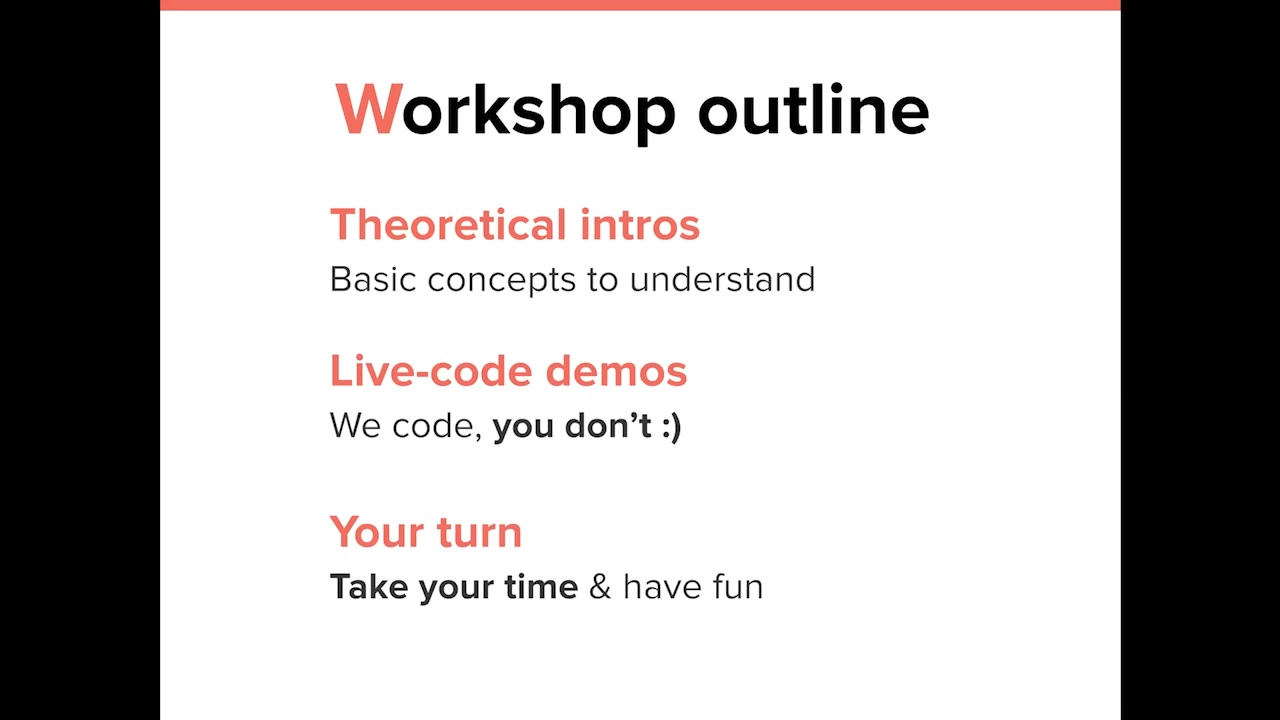 Workshop outline
Theoretical intros
Basic concepts to understand
Live-code demos
We code, you don’t :)
Your turn
Take your time & have fun